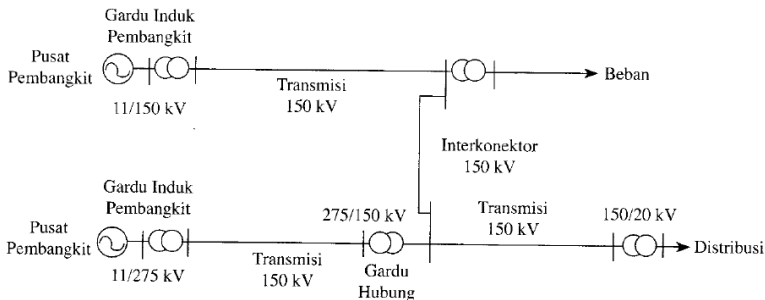 Gardu Induk
Pembangkit
Pusat
Pembangkit
11/150 kV
Transmisi
150 kV
Beban
Interkonektor
150 kV
Gardu Induk
Pembangkit
Pusat
Pembangkit
11/275 kV
Transmisi
150 kV
275/150 kV
Gardu
Hubung
Transmisi
150 kV
150/20 kV
Distribusi